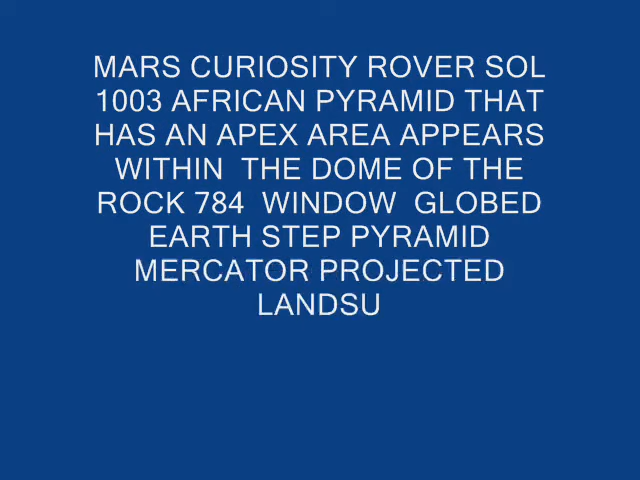 MARS CURIOSITY ROVER SOL
1003 AFRICAN PYRAMID THAT
HAS AN APEX AREA APPEARS
WITHIN  THE DOME OF THE
ROCK 784  WINDOW  GLOBED
EARTH STEP PYRAMID
MERCATOR PROJECTED
LANDSU